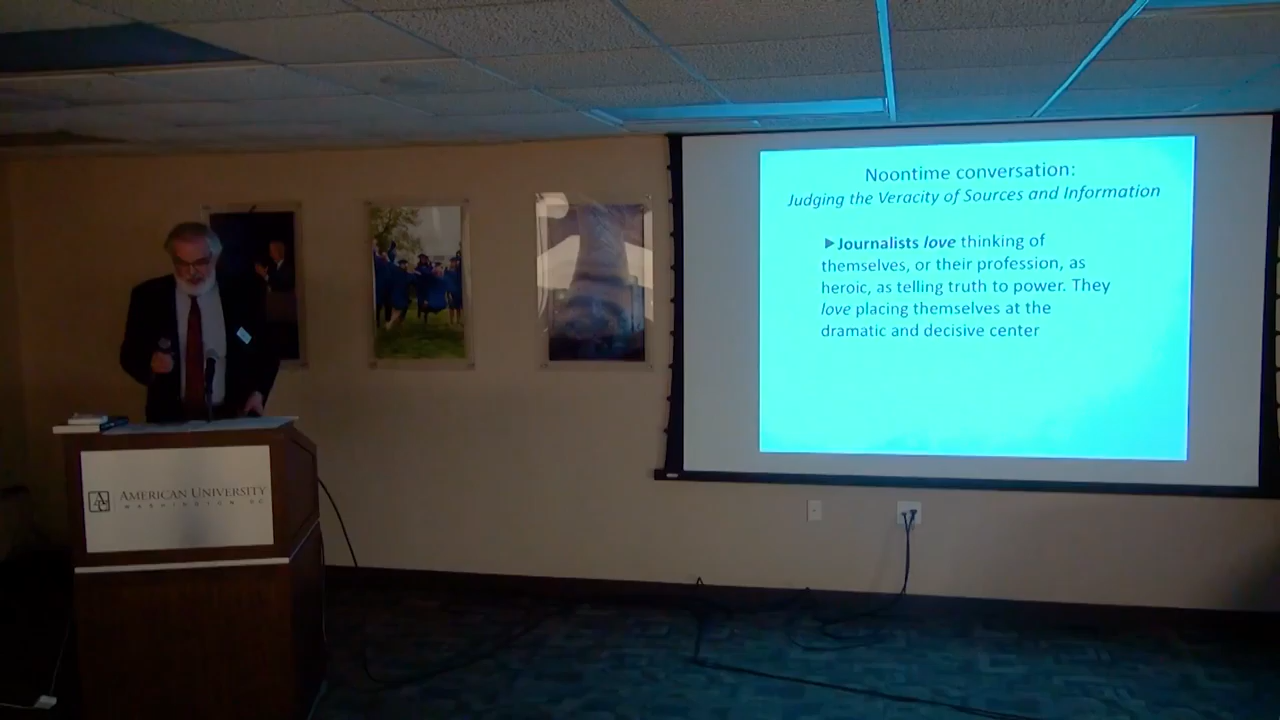 Noontime conversation:
Judging the Veracity of Sources and Information
Journalists love thinking of
themselves, or their profession, as
heroic, as telling truth to power. They
love placing themselves at the
dramatic and decisive center
AMERICAN UNIVERSITY
WASHINGTON, DC